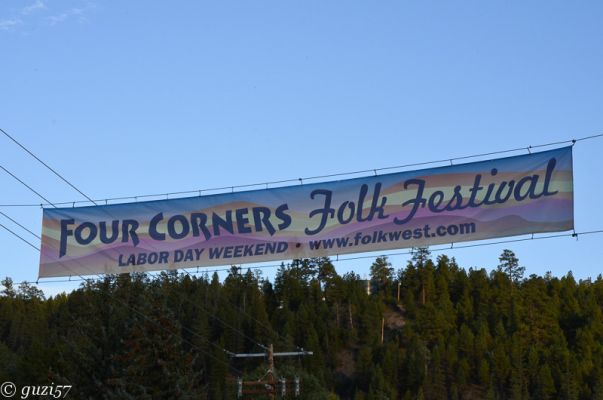 FOUR CORNERS Folk Festival
LABOR DAY WEEKEND • www.folkwest.com
© guzi57